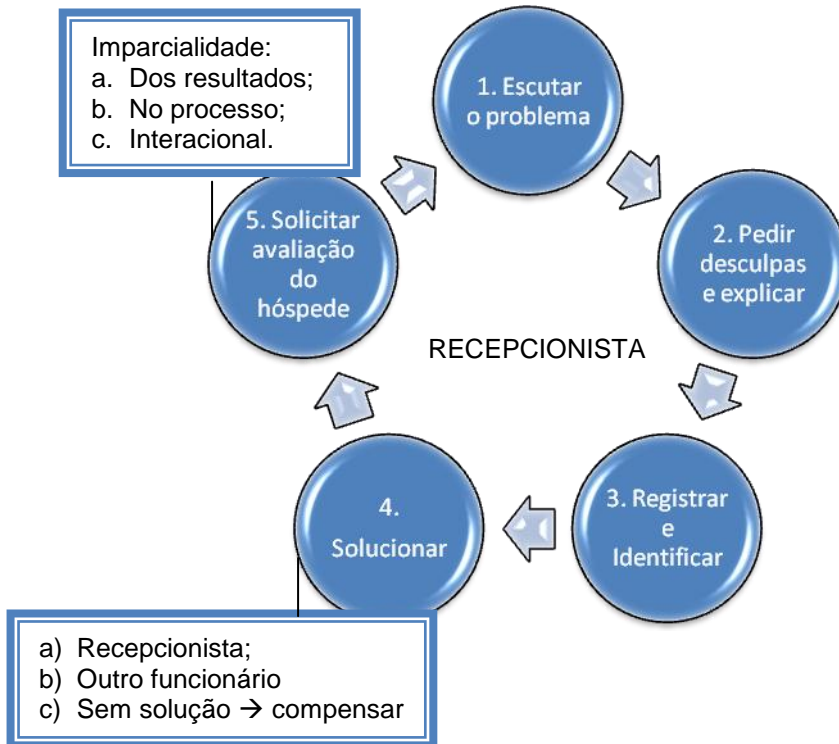 Imparcialidade:
a. Dos resultados;
b. No processo;
c. Interacional.
1. Escutar
o problema
2. Pedir
desculpas
e explicar
RECEPCIONISTA
3. Registrar
e
Identificar
4.
Solucionar
5. Solicitar
avaliação
do
hóspede
a) Recepcionista;
b) Outro funcionário
c) Sem solução → compensar